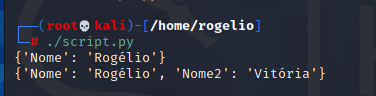 (root💀kali)-[/home/rogelio]
# ./script.py
{'Nome': 'Rogélio'}
{'Nome': 'Rogélio', 'Nome2': 'Vitória'}